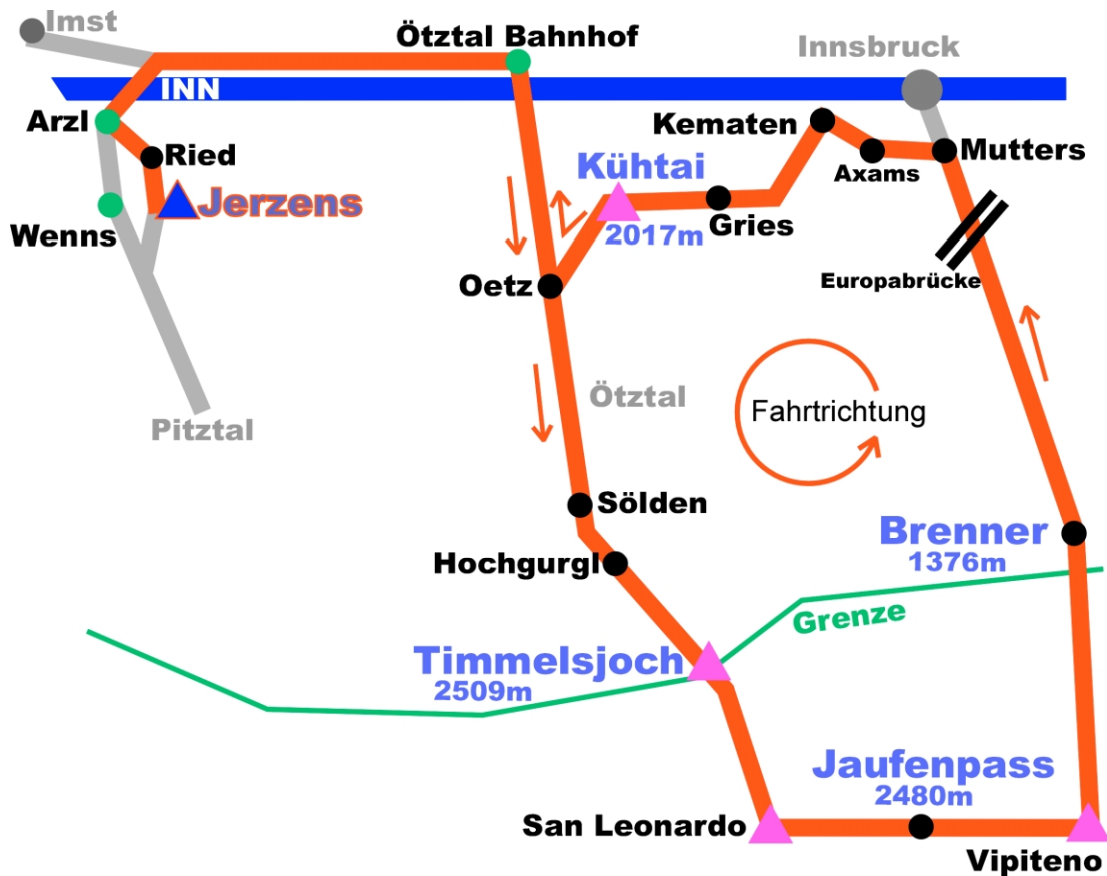 Imst
Ötztal Bahnhof
Innsbruck
INN
Arzl
Ried
Kematen
Mutters
Axams
Kühtai
2017m
Jerzens
Wenns
Gries
Oetz
Europabrücke
Ötztal
Fahrtrichtung
Pitztal
Sölden
Brenner
1376m
Hochgurgl
Grenze
Timmelsjoch
2509m
Jaufenpass
2480m
San Leonardo
Vipiteno